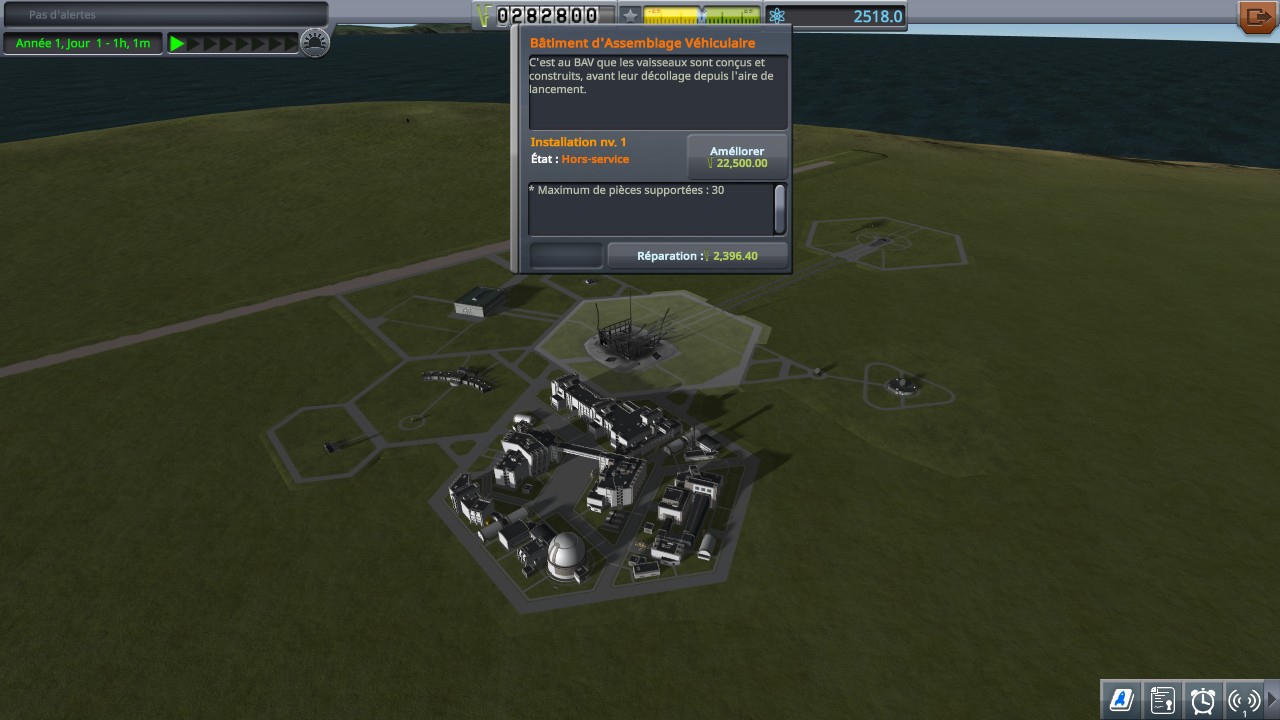 Pas d'alertes
0282800
2518.0
Année 1, Jour 1 - 1h, 1m
Bâtiment d'Assemblage Véhiculaire
C'est au BAV que les vaisseaux sont conçus et
construits, avant leur décollage depuis l'aire de
lancement.
Installation nv. 1
État : Hors-service
Améliorer
22,500.00
* Maximum de pièces supportées : 30
Réparation : 2,396.40
1